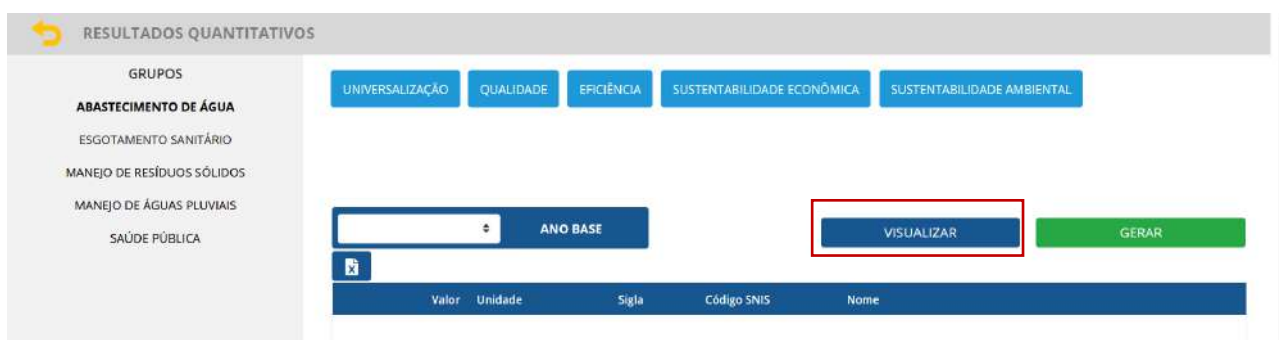 RESULTADOS QUANTITATIVOS
GRUPOS
ABASTECIMENTO DE ÁGUA
ESGOTAMENTO SANITÁRIO
MANEJO DE RESÍDUOS SÓLIDOS
MANEJO DE ÁGUAS PLUVIAIS
SAÚDE PÚBLICA
UNIVERSALIZAÇÃO QUALIDADE EFICIÊNCIA SUSTENTABILIDADE ECONÔMICA SUSTENTABILIDADE AMBIENTAL
ANO BASE VISUALIZAR GERAR
Valor Unidade Sigla Código SNIS Nome